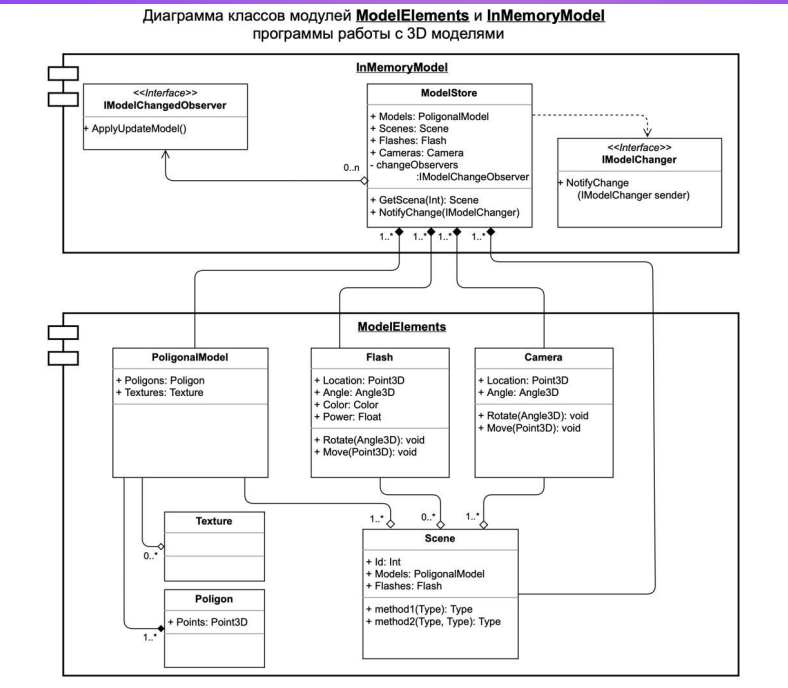 Диаграмма классов модулей ModelElements и InMemoryModel
программы работы с 3D моделями
InMemoryModel
<<Interface>>
IModelChangedObserver
+ ApplyUpdateModel()
ModelStore
+ Models: PoligonalModel
+ Scenes: Scene
+ Flashes: Flash
+ Cameras: Camera
- changeObservers
:IModelChangeObserver
+ GetScena(Int): Scene
+ NotifyChange(IModelChanger)
<<Interface>>
IModelChanger
+ NotifyChange
(IModelChanger sender)
0..n
1..*
1..*
1..*
1..*
ModelElements
PoligonalModel
+ Poligons: Poligon
+ Textures: Texture
Flash
+ Location: Point3D
+ Angle: Angle3D
+ Color: Color
+ Power: Float
+ Rotate(Angle3D): void
+ Move(Point3D): void
Camera
+ Location: Point3D
+ Angle: Angle3D
+ Rotate(Angle3D): void
+ Move(Point3D): void
1..*
0..*
1..*
Texture
0..*
Poligon
+ Points: Point3D
1..*
Scene
+ Id: Int
+ Models: PoligonalModel
+ Flashes: Flash
+ method1(Type): Type
+ method2(Type, Type): Type